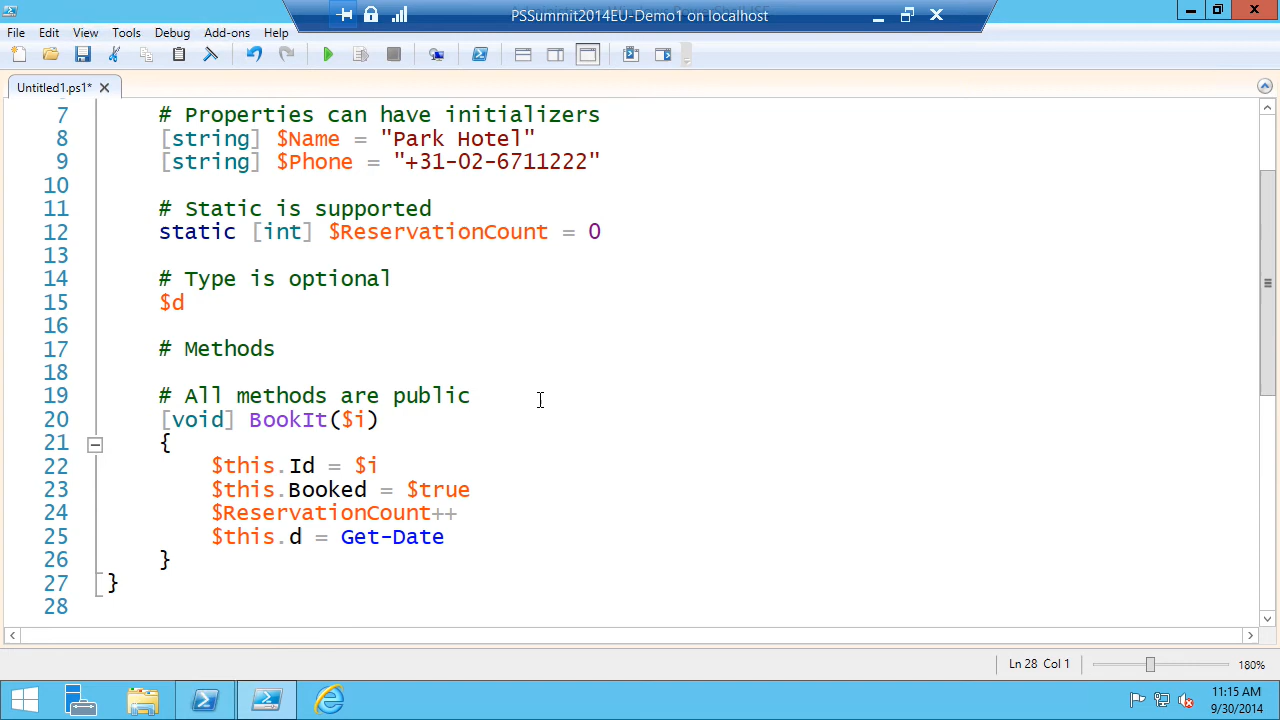 PSSummit2014EU-Demo1 on localhost
File Edit View Tools Debug Add-ons Help
Untitled1.ps1*
7 # Properties can have initializers
8 [string] $Name = "Park Hotel"
9 [string] $Phone = "+31-02-6711222"
10
11 # Static is supported
12 static [int] $ReservationCount = 0
13
14 # Type is optional
15 $d
16
17 # Methods
18
19 # All methods are public
20 [void] BookIt($i)
21 {
22 $this.Id = $i
23 $this.Booked = $true
24 $ReservationCount++
25 $this.d = Get-Date
26 }
27 }
28
Ln 28 Col 1 180%
11:15 AM
9/30/2014